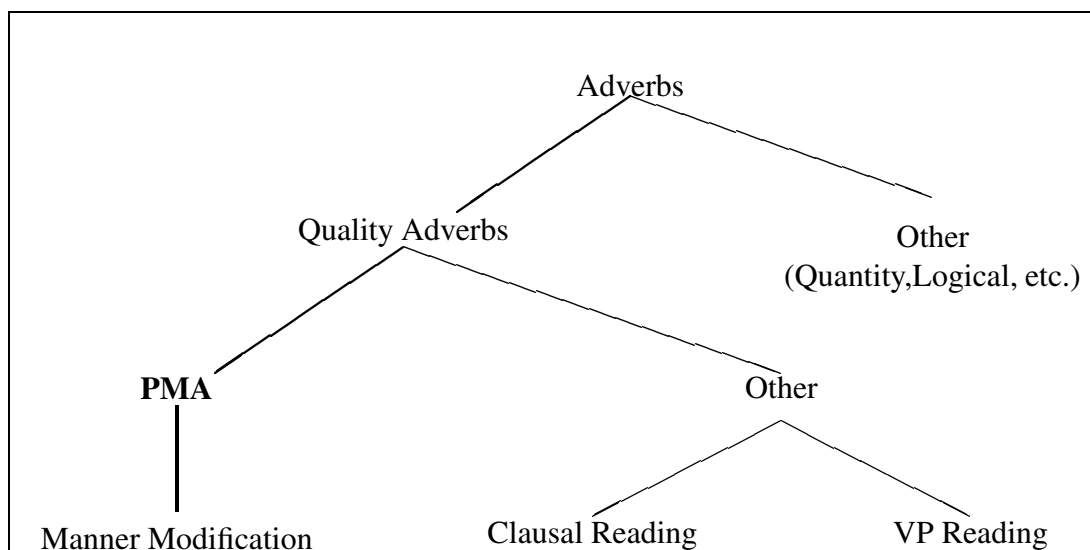 Adverbs
Quality Adverbs
Other
(Quantity,Logical, etc.)
PMA
Other
Manner Modification
Clausal Reading
VP Reading